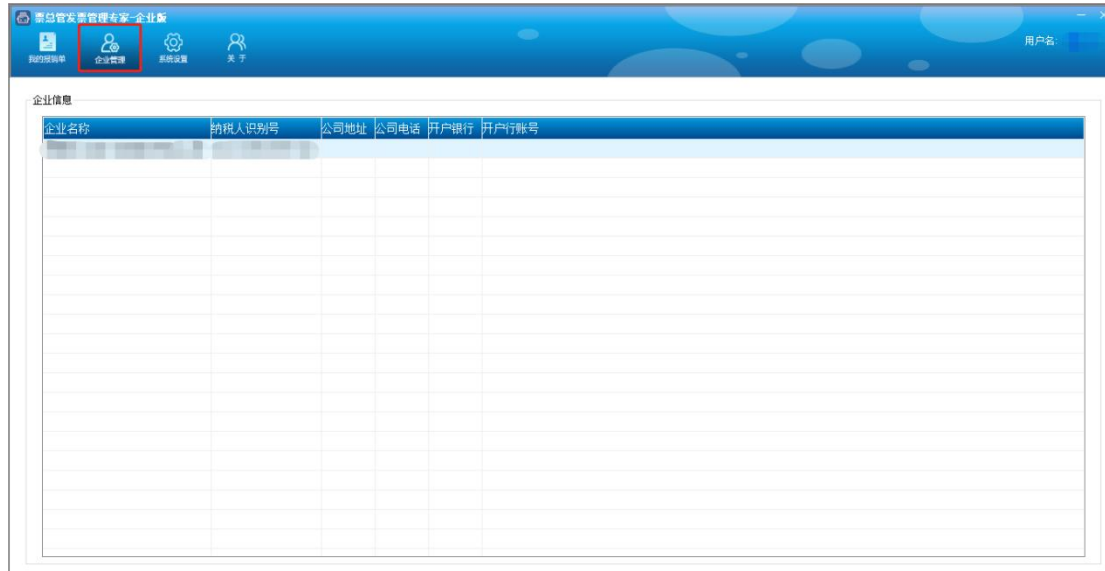 票总管发票管理专家-企业版
我的报销单 企业管理 系统设置 关于
用户名:
企业信息
企业名称 纳税人识别号 公司地址 公司电话 开户银行 开户行账号